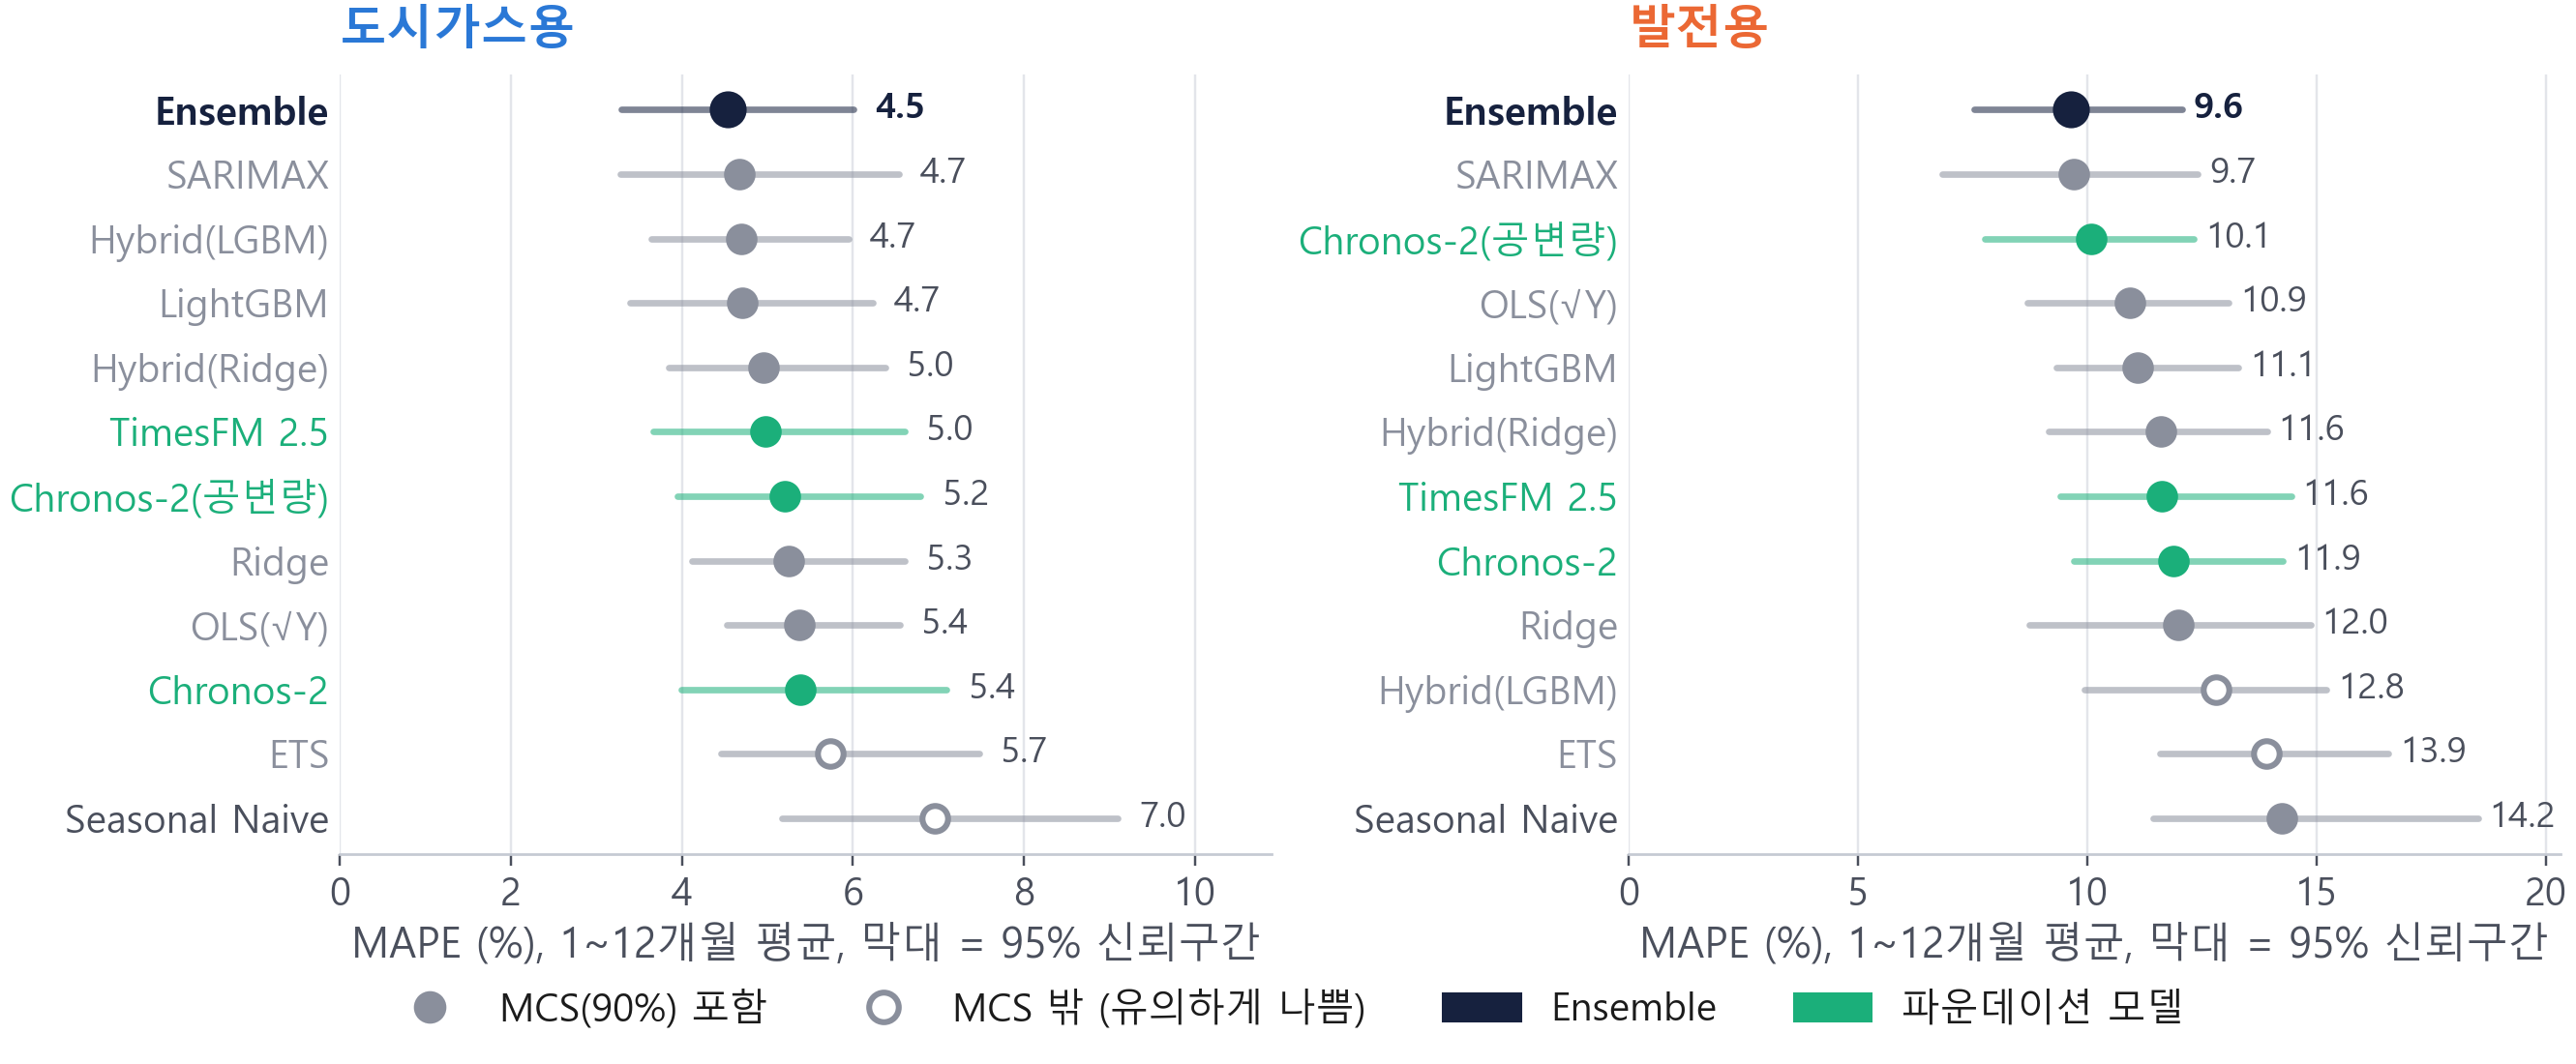 도시가스용
Ensemble 4.5
SARIMAX 4.7
Hybrid(LGBM) 4.7
LightGBM 4.7
Hybrid(Ridge) 5.0
TimesFM 2.5 5.0
Chronos-2(공변량) 5.2
Ridge 5.3
OLS(√Y) 5.4
Chronos-2 5.4
ETS 5.7
Seasonal Naive 7.0
0 2 4 6 8 10
MAPE (%), 1~12개월 평균, 막대 = 95% 신뢰구간
발전용
Ensemble 9.6
SARIMAX 9.7
Chronos-2(공변량) 10.1
OLS(√Y) 10.9
LightGBM 11.1
Hybrid(Ridge) 11.6
TimesFM 2.5 11.6
Chronos-2 11.9
Ridge 12.0
Hybrid(LGBM) 12.8
ETS 13.9
Seasonal Naive 14.2
0 5 10 15 20
MAPE (%), 1~12개월 평균, 막대 = 95% 신뢰구간
MCS(90%) 포함 MCS 밖 (유의하게 나쁨) Ensemble 파운데이션 모델